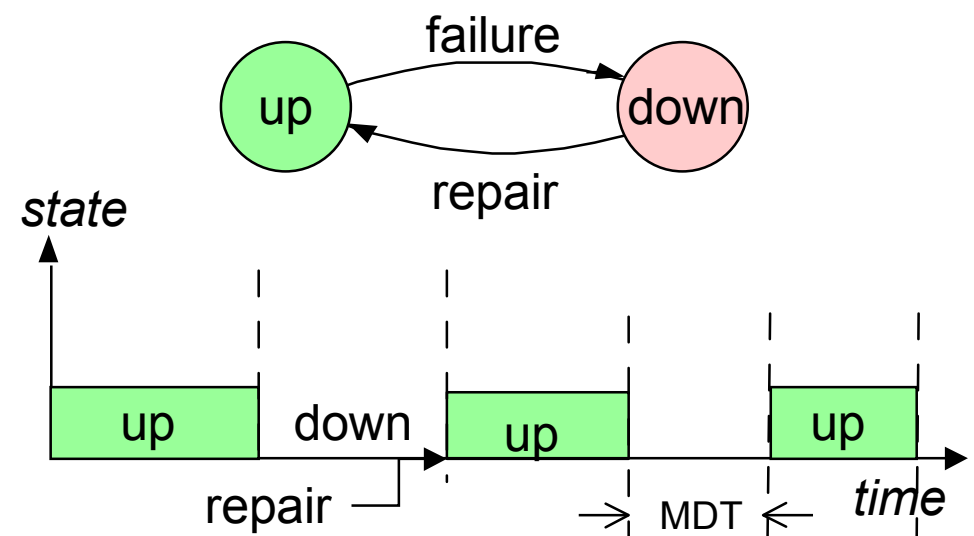 failure
up
down
repair
state
up
down
up
up
repair
MDT
time